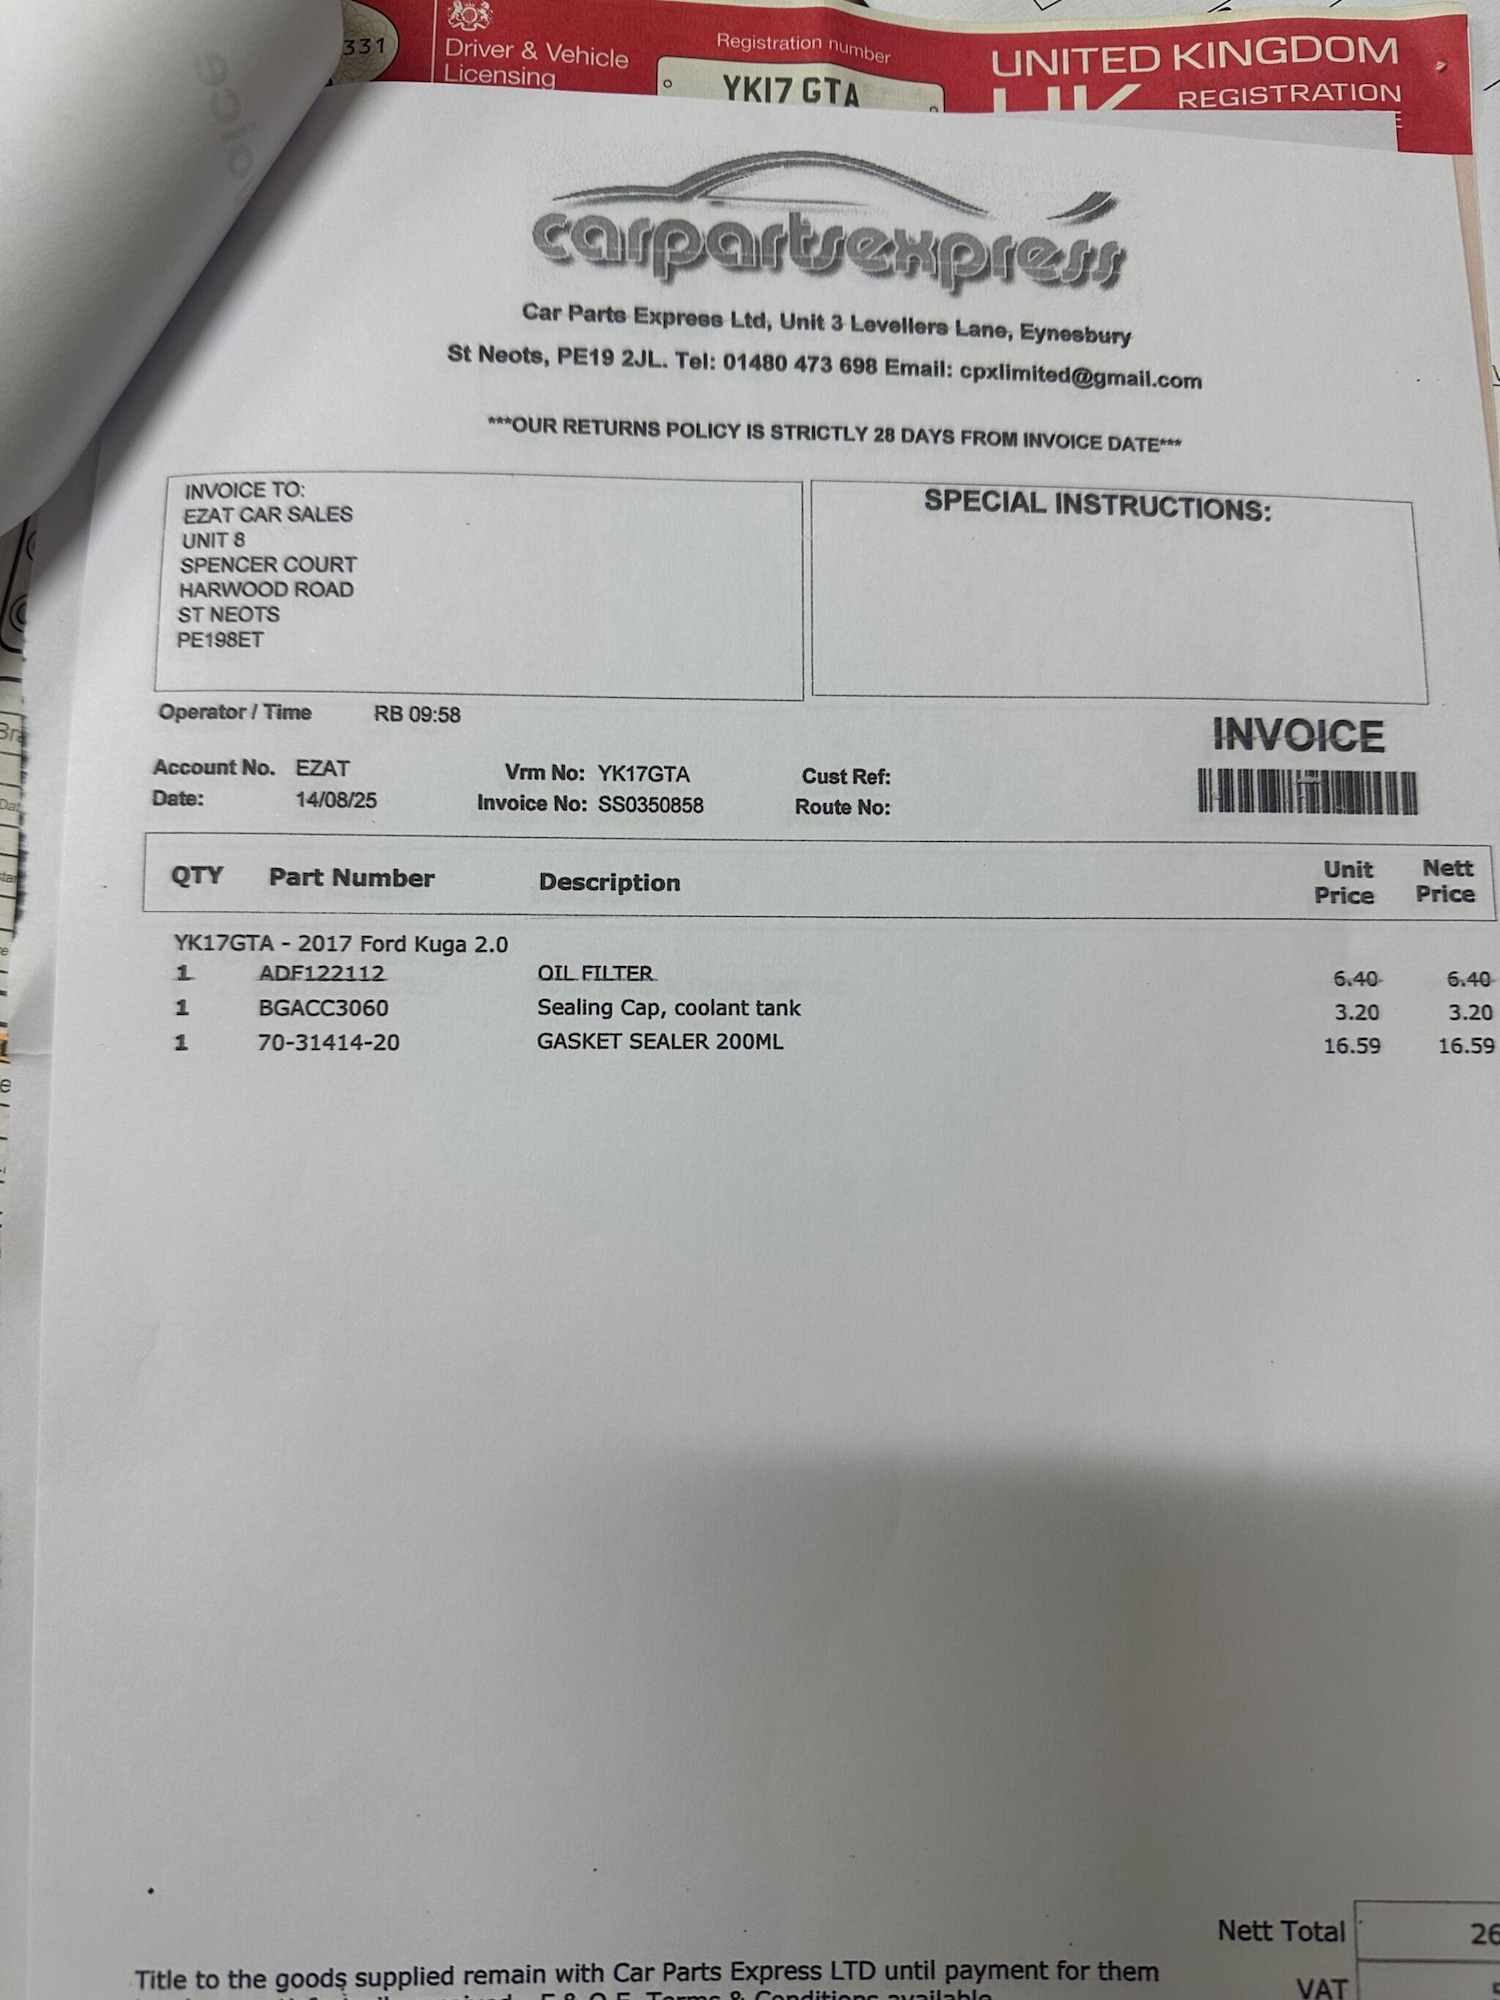 331
Driver & Vehicle
Licensing
Registration number
YK17 GTA
UNITED KINGDOM
REGISTRATION
carpartsexpress
Car Parts Express Ltd, Unit 3 Levellers Lane, Eynesbury
St Neots, PE19 2JL. Tel: 01480 473 698 Email: cpxlimited@gmail.com
***OUR RETURNS POLICY IS STRICTLY 28 DAYS FROM INVOICE DATE***
INVOICE TO:
EZAT CAR SALES
UNIT 8
SPENCER COURT
HARWOOD ROAD
ST NEOTS
PE198ET
SPECIAL INSTRUCTIONS:
Operator / Time RB 09:58
INVOICE
Account No. EZAT Vrm No: YK17GTA Cust Ref:
Date: 14/08/25 Invoice No: SS0350858 Route No:
QTY Part Number Description Unit Price Nett Price
YK17GTA - 2017 Ford Kuga 2.0
1 ADF122112 OIL FILTER 6.40 6.40
1 BGACC3060 Sealing Cap, coolant tank 3.20 3.20
1 70-31414-20 GASKET SEALER 200ML 16.59 16.59
Nett Total 26
Title to the goods supplied remain with Car Parts Express LTD until payment for them
VAT
E & O E Terms & Conditions available